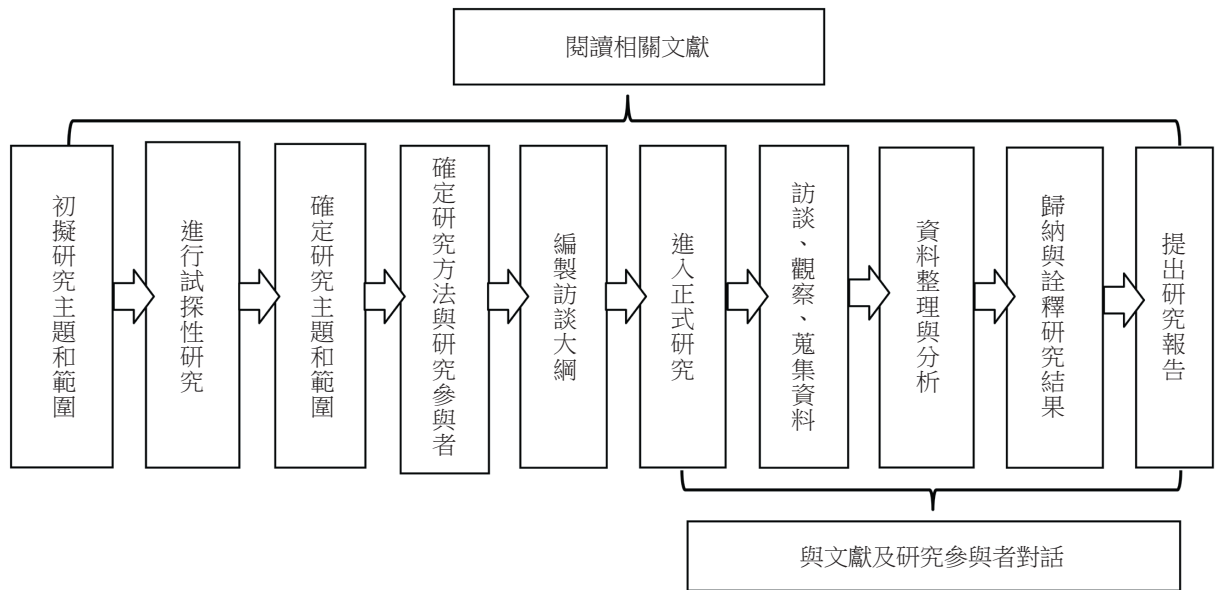 閱讀相關文獻
初擬研究主題和範圍
進行試探性研究
確定研究主題和範圍
確定研究方法與研究參與者
編製訪談大綱
進入正式研究
訪談、觀察、蒐集資料
資料整理與分析
歸納與詮釋研究結果
提出研究報告
與文獻及研究參與者對話